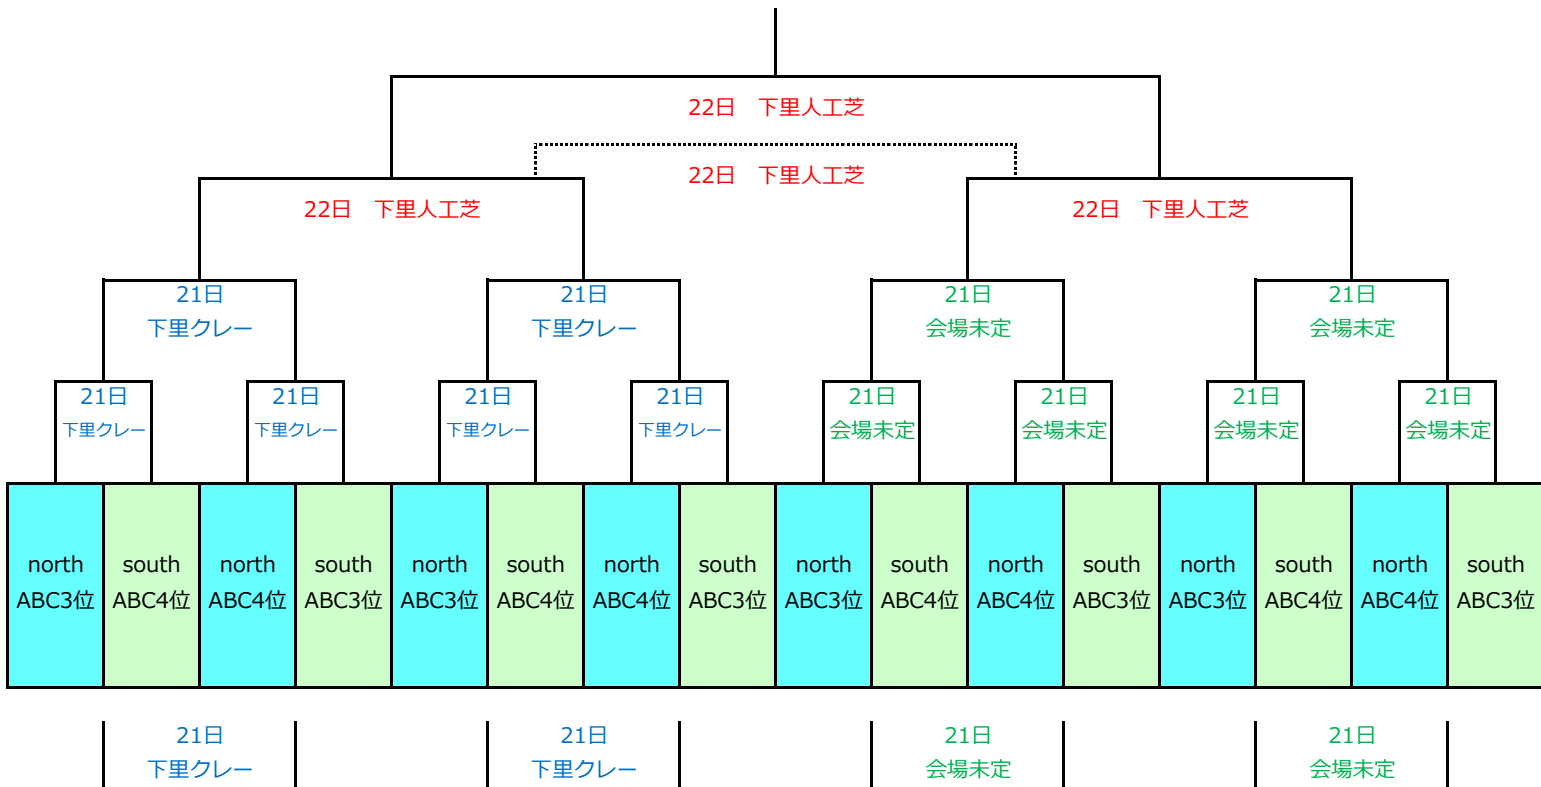 22日　下里人工芝
22日　下里人工芝
22日　下里人工芝
22日　下里人工芝
21日
下里クレー
21日
下里クレー
21日
会場未定
21日
会場未定
21日
下里クレー
21日
下里クレー
21日
下里クレー
21日
下里クレー
21日
会場未定
21日
会場未定
21日
会場未定
21日
会場未定
north
ABC3位
south
ABC4位
north
ABC4位
south
ABC3位
north
ABC3位
south
ABC4位
north
ABC4位
south
ABC3位
north
ABC3位
south
ABC4位
north
ABC4位
south
ABC3位
north
ABC3位
south
ABC4位
north
ABC4位
south
ABC3位
21日
下里クレー
21日
下里クレー
21日
会場未定
21日
会場未定